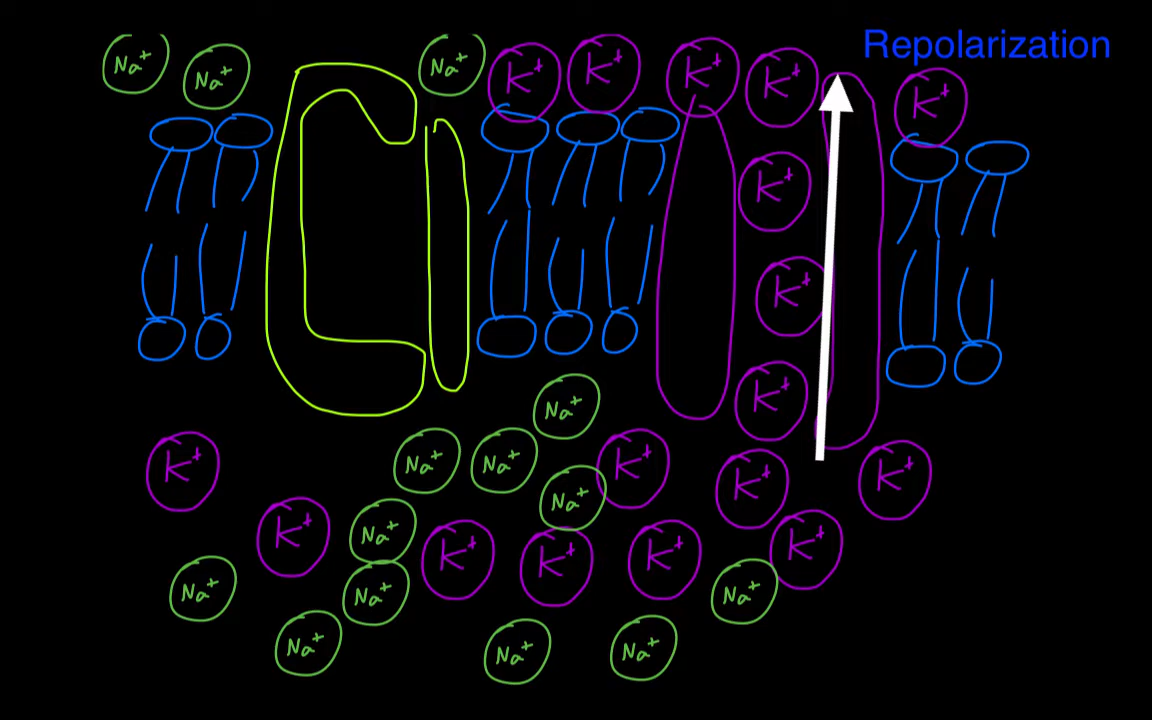 Repolarization
Na+ Na+ Na+ K+ K+ K+ K+ K+
K+
K+
K+
Na+
K+ Na+ Na+ K+ K+ K+
Na+
K+ Na+ K+ K+ K+ K+
Na+ Na+ Na+
Na+ Na+ Na+